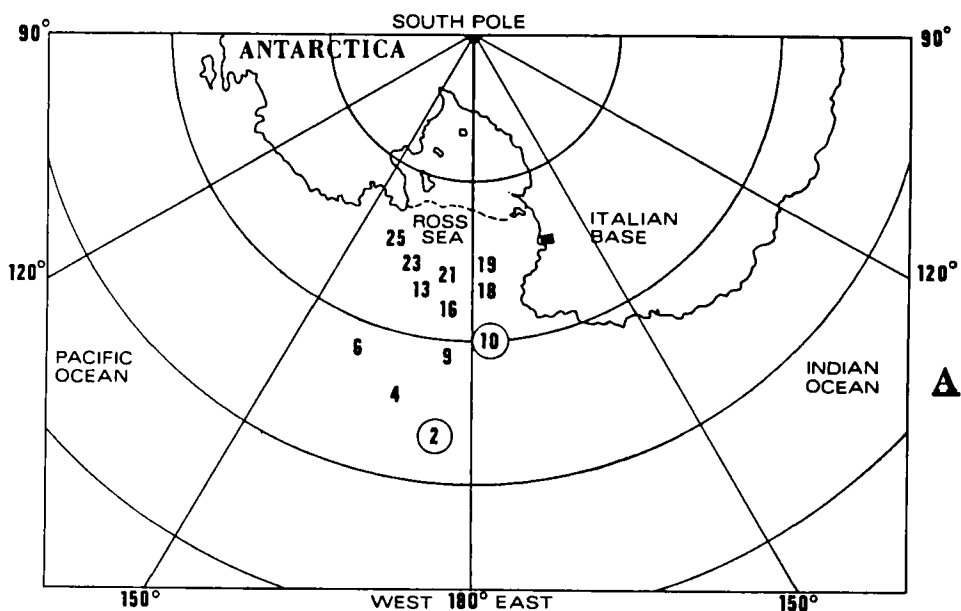 SOUTH POLE
90°
90°
ANTARCTICA
ROSS
SEA
ITALIAN
BASE
25
23
21
19
13
18
16
120°
120°
6
9
10
PACIFIC
OCEAN
INDIAN
OCEAN
A
4
2
150°
WEST 180° EAST
150°